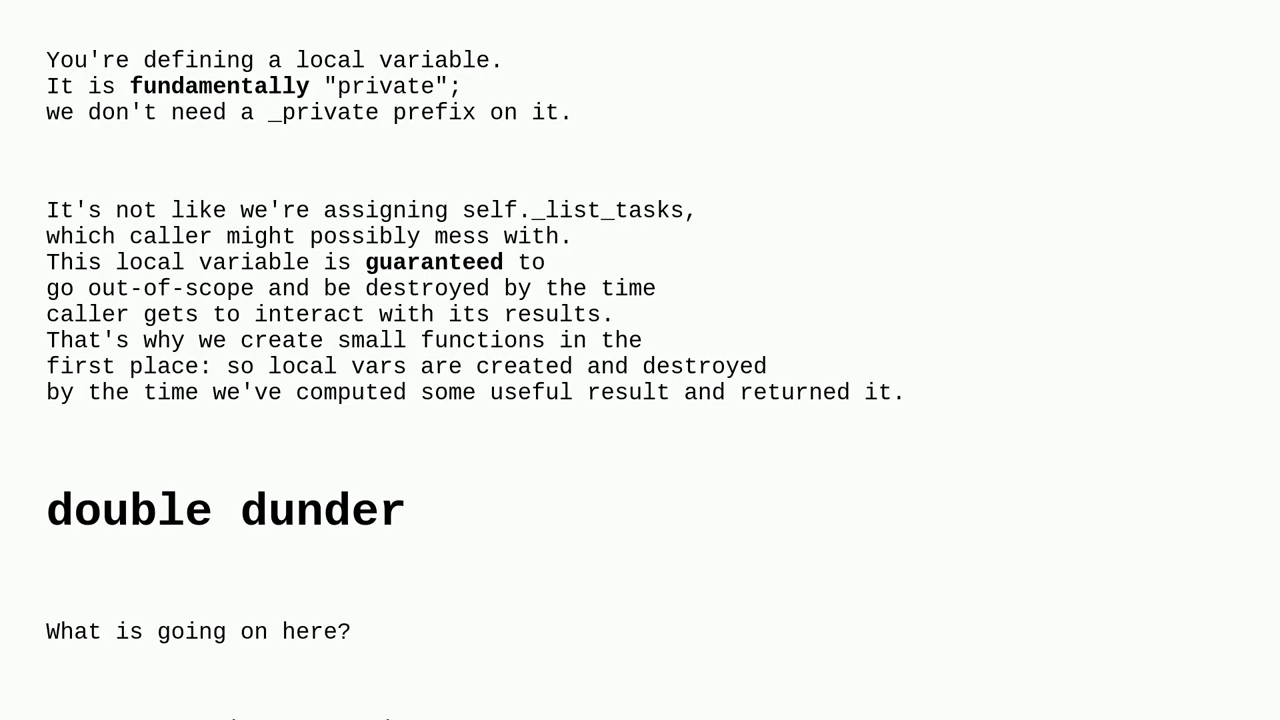 You're defining a local variable.
It is fundamentally "private";
we don't need a _private prefix on it.
It's not like we're assigning self._list_tasks,
which caller might possibly mess with.
This local variable is guaranteed to
go out-of-scope and be destroyed by the time
caller gets to interact with its results.
That's why we create small functions in the
first place: so local vars are created and destroyed
by the time we've computed some useful result and returned it.
double dunder
What is going on here?